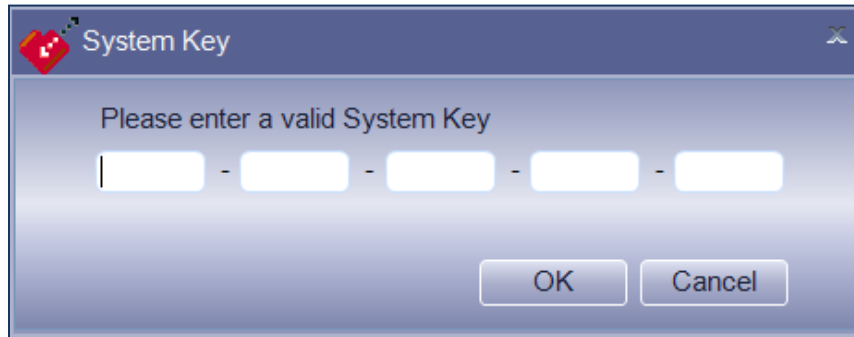 System Key
Please enter a valid System Key
- - - -
OK Cancel